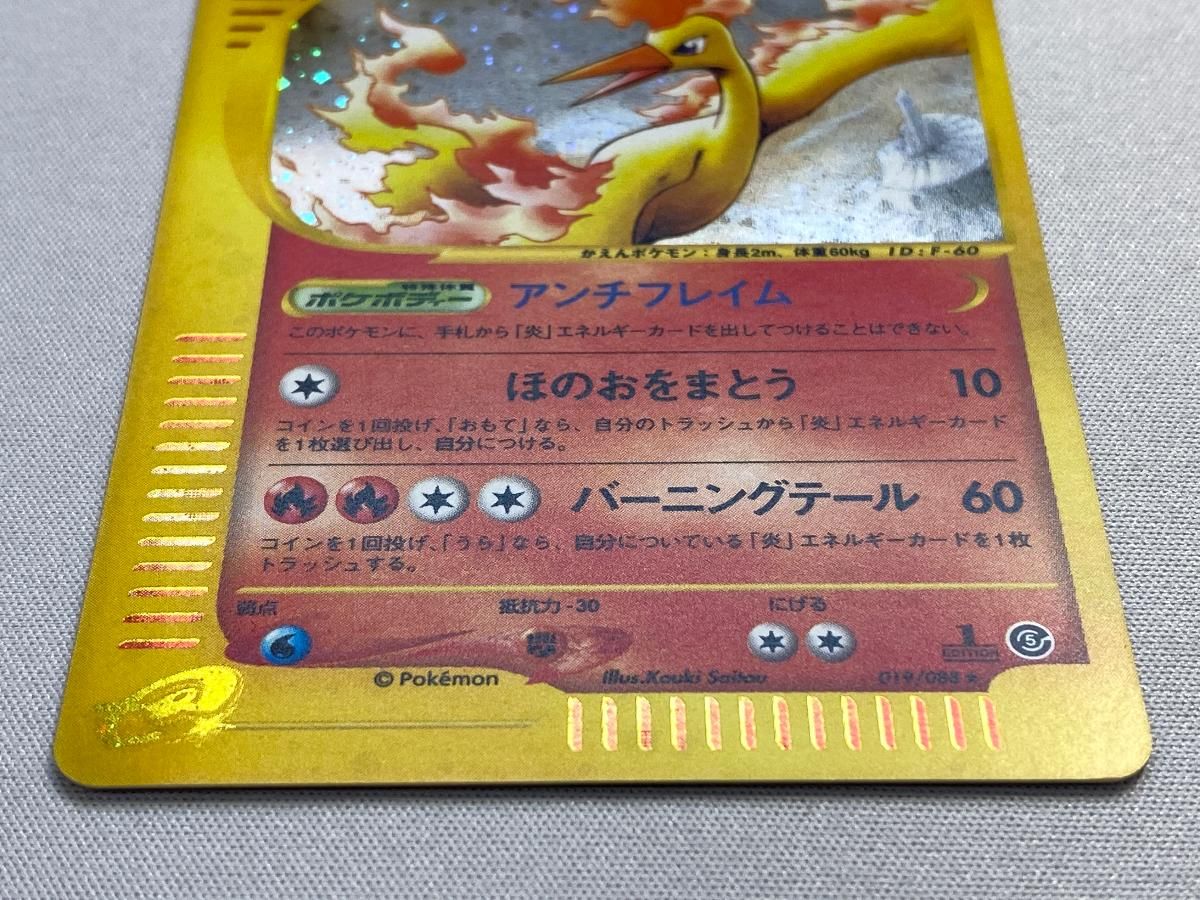 かえんポケモン：身長2m、体重60kg ID：F-60
特殊体質
ポケボディー アンチフレイム
このポケモンに、手札から「炎」エネルギーカードを出してつけることはできない。
ほのおをまとう 10
コインを1回投げ、「おもて」なら、自分のトラッシュから「炎」エネルギーカード
を1枚選び出し、自分につける。
バーニングテール 60
コインを1回投げ、「うら」なら、自分についている「炎」エネルギーカードを1枚
トラッシュする。
弱点 抵抗力-30 にげる
1
EDITION
5
©Pokémon Illus.Kouki Saitou 019/088 ★